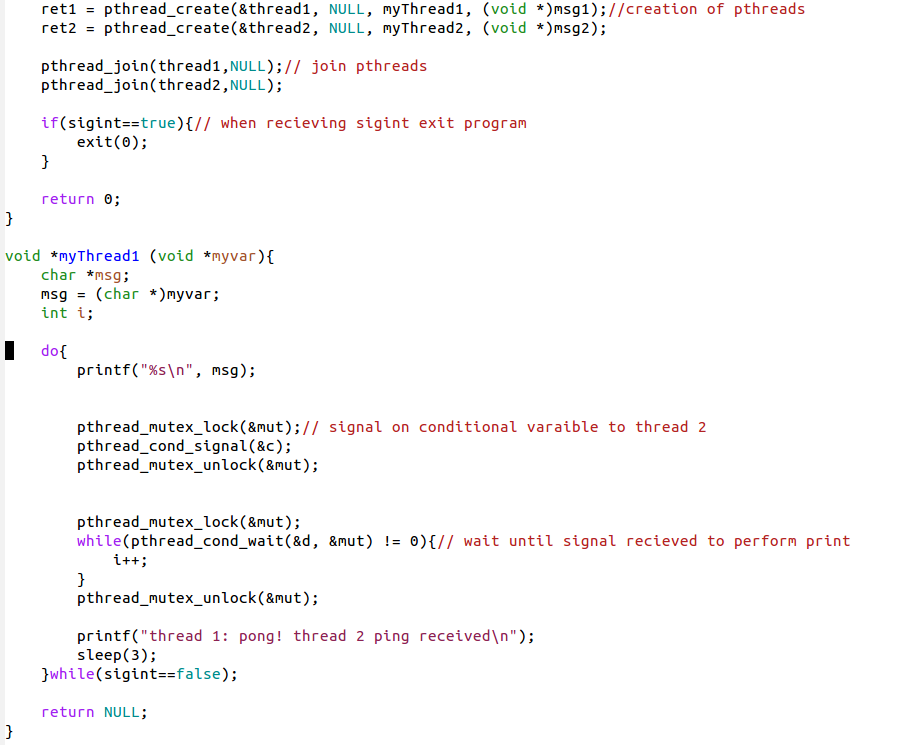 ret1 = pthread_create(&thread1, NULL, myThread1, (void *)msg1);//creation of pthreads
ret2 = pthread_create(&thread2, NULL, myThread2, (void *)msg2);
pthread_join(thread1,NULL);// join pthreads
pthread_join(thread2,NULL);
if(sigint==true){// when recieving sigint exit program
exit(0);
}
return 0;
}
void *myThread1 (void *myvar){
char *msg;
msg = (char *)myvar;
int i;
do{
printf("%s\n", msg);
pthread_mutex_lock(&mut);// signal on conditional varaible to thread 2
pthread_cond_signal(&c);
pthread_mutex_unlock(&mut);
pthread_mutex_lock(&mut);
while(pthread_cond_wait(&d, &mut) != 0){// wait until signal recieved to perform print
i++;
}
pthread_mutex_unlock(&mut);
printf("thread 1: pong! thread 2 ping received\n");
sleep(3);
}while(sigint==false);
return NULL;
}